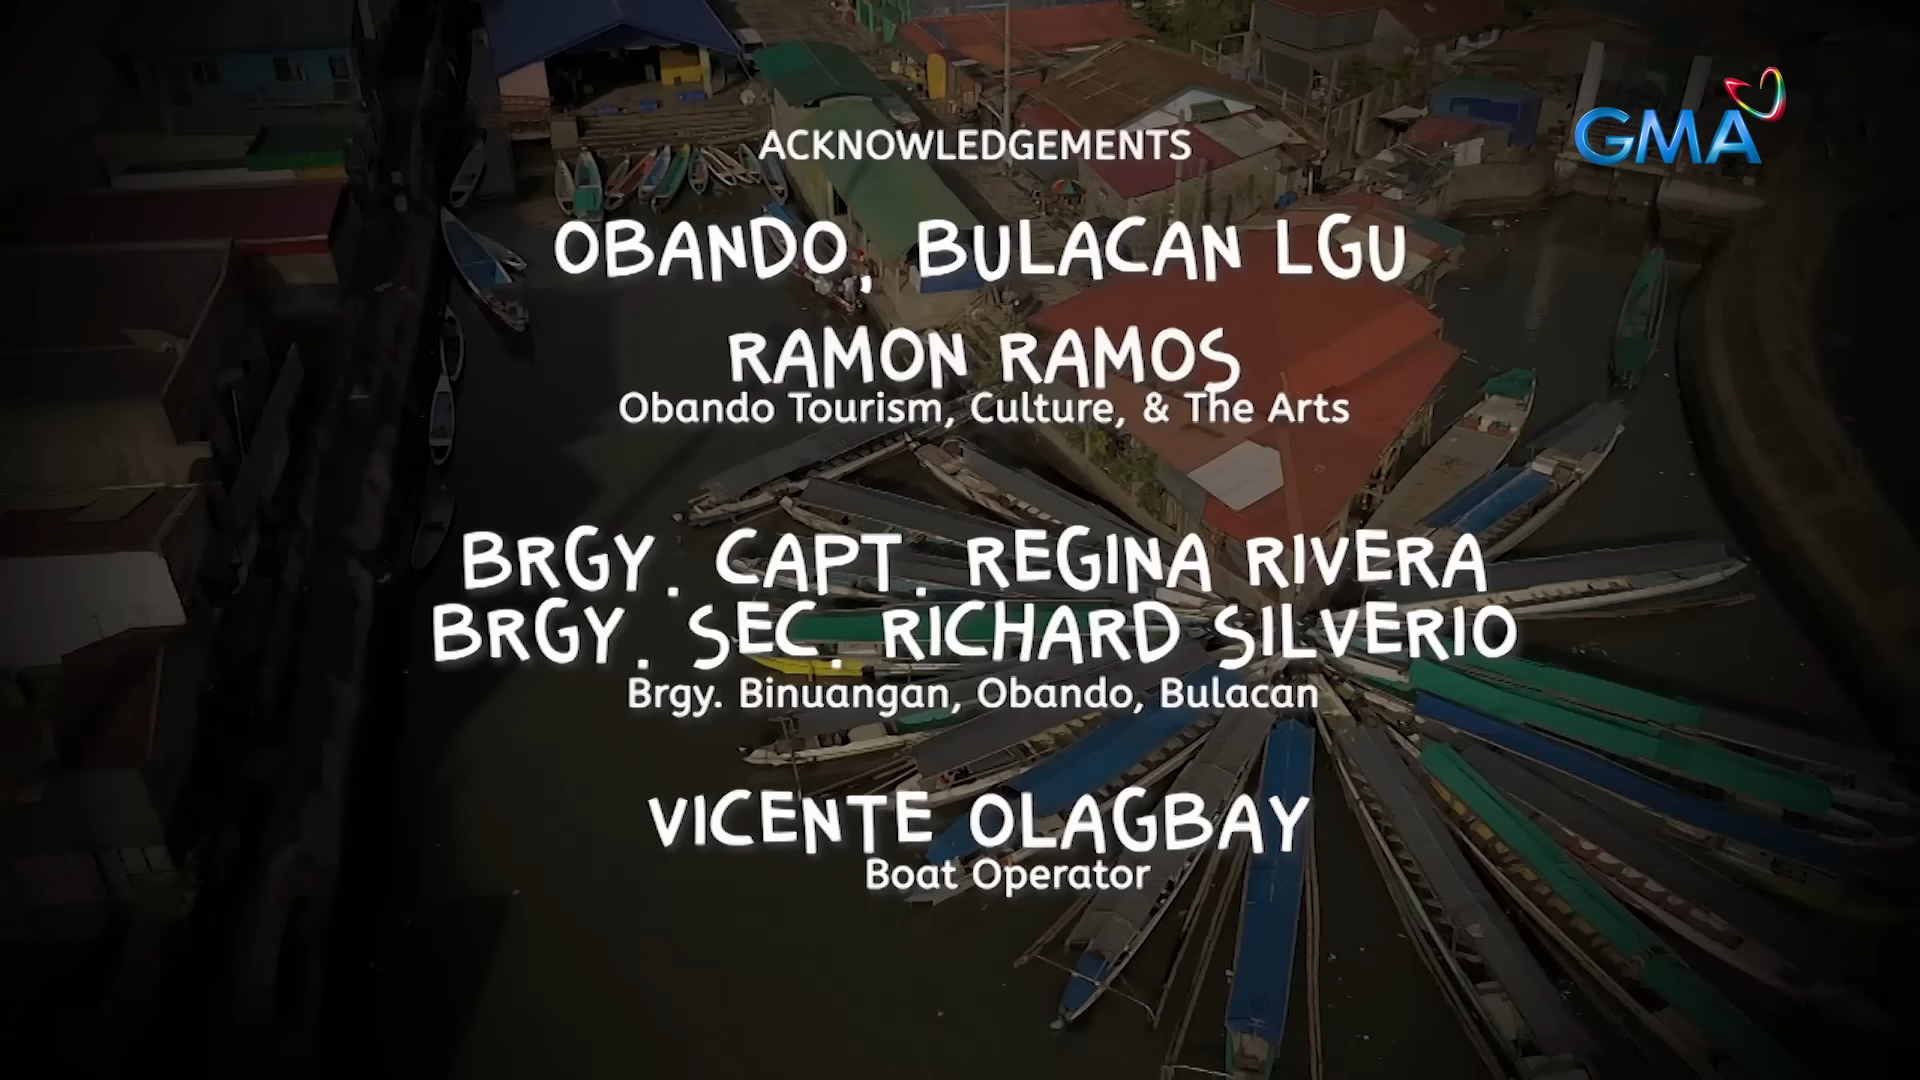 GMA
ACKNOWLEDGEMENTS
OBANDO, BULACAN LGU
RAMON RAMOS
Obando Tourism, Culture, & The Arts
BRGY. CAPT. REGINA RIVERA
BRGY. SEC. RICHARD SILVERIO
Brgy. Binuangan, Obando, Bulacan
VICENTE OLAGBAY
Boat Operator